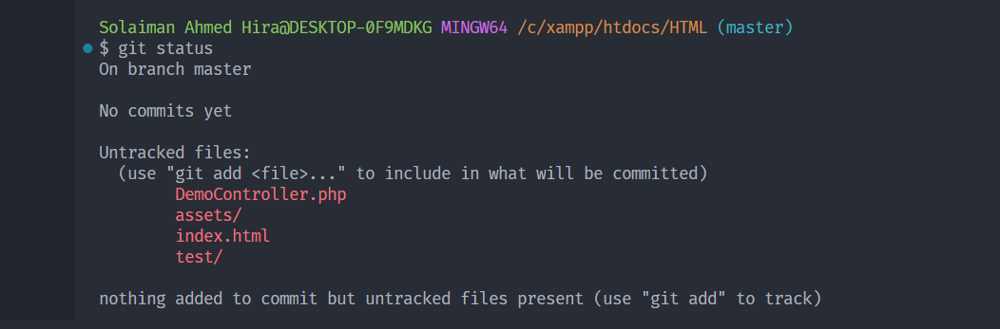 Solaiman Ahmed Hira@DESKTOP-0F9MDKG MINGW64 /c/xampp/htdocs/HTML (master)
$ git status
On branch master
No commits yet
Untracked files:
(use "git add <file>..." to include in what will be committed)
DemoController.php
assets/
index.html
test/
nothing added to commit but untracked files present (use "git add" to track)